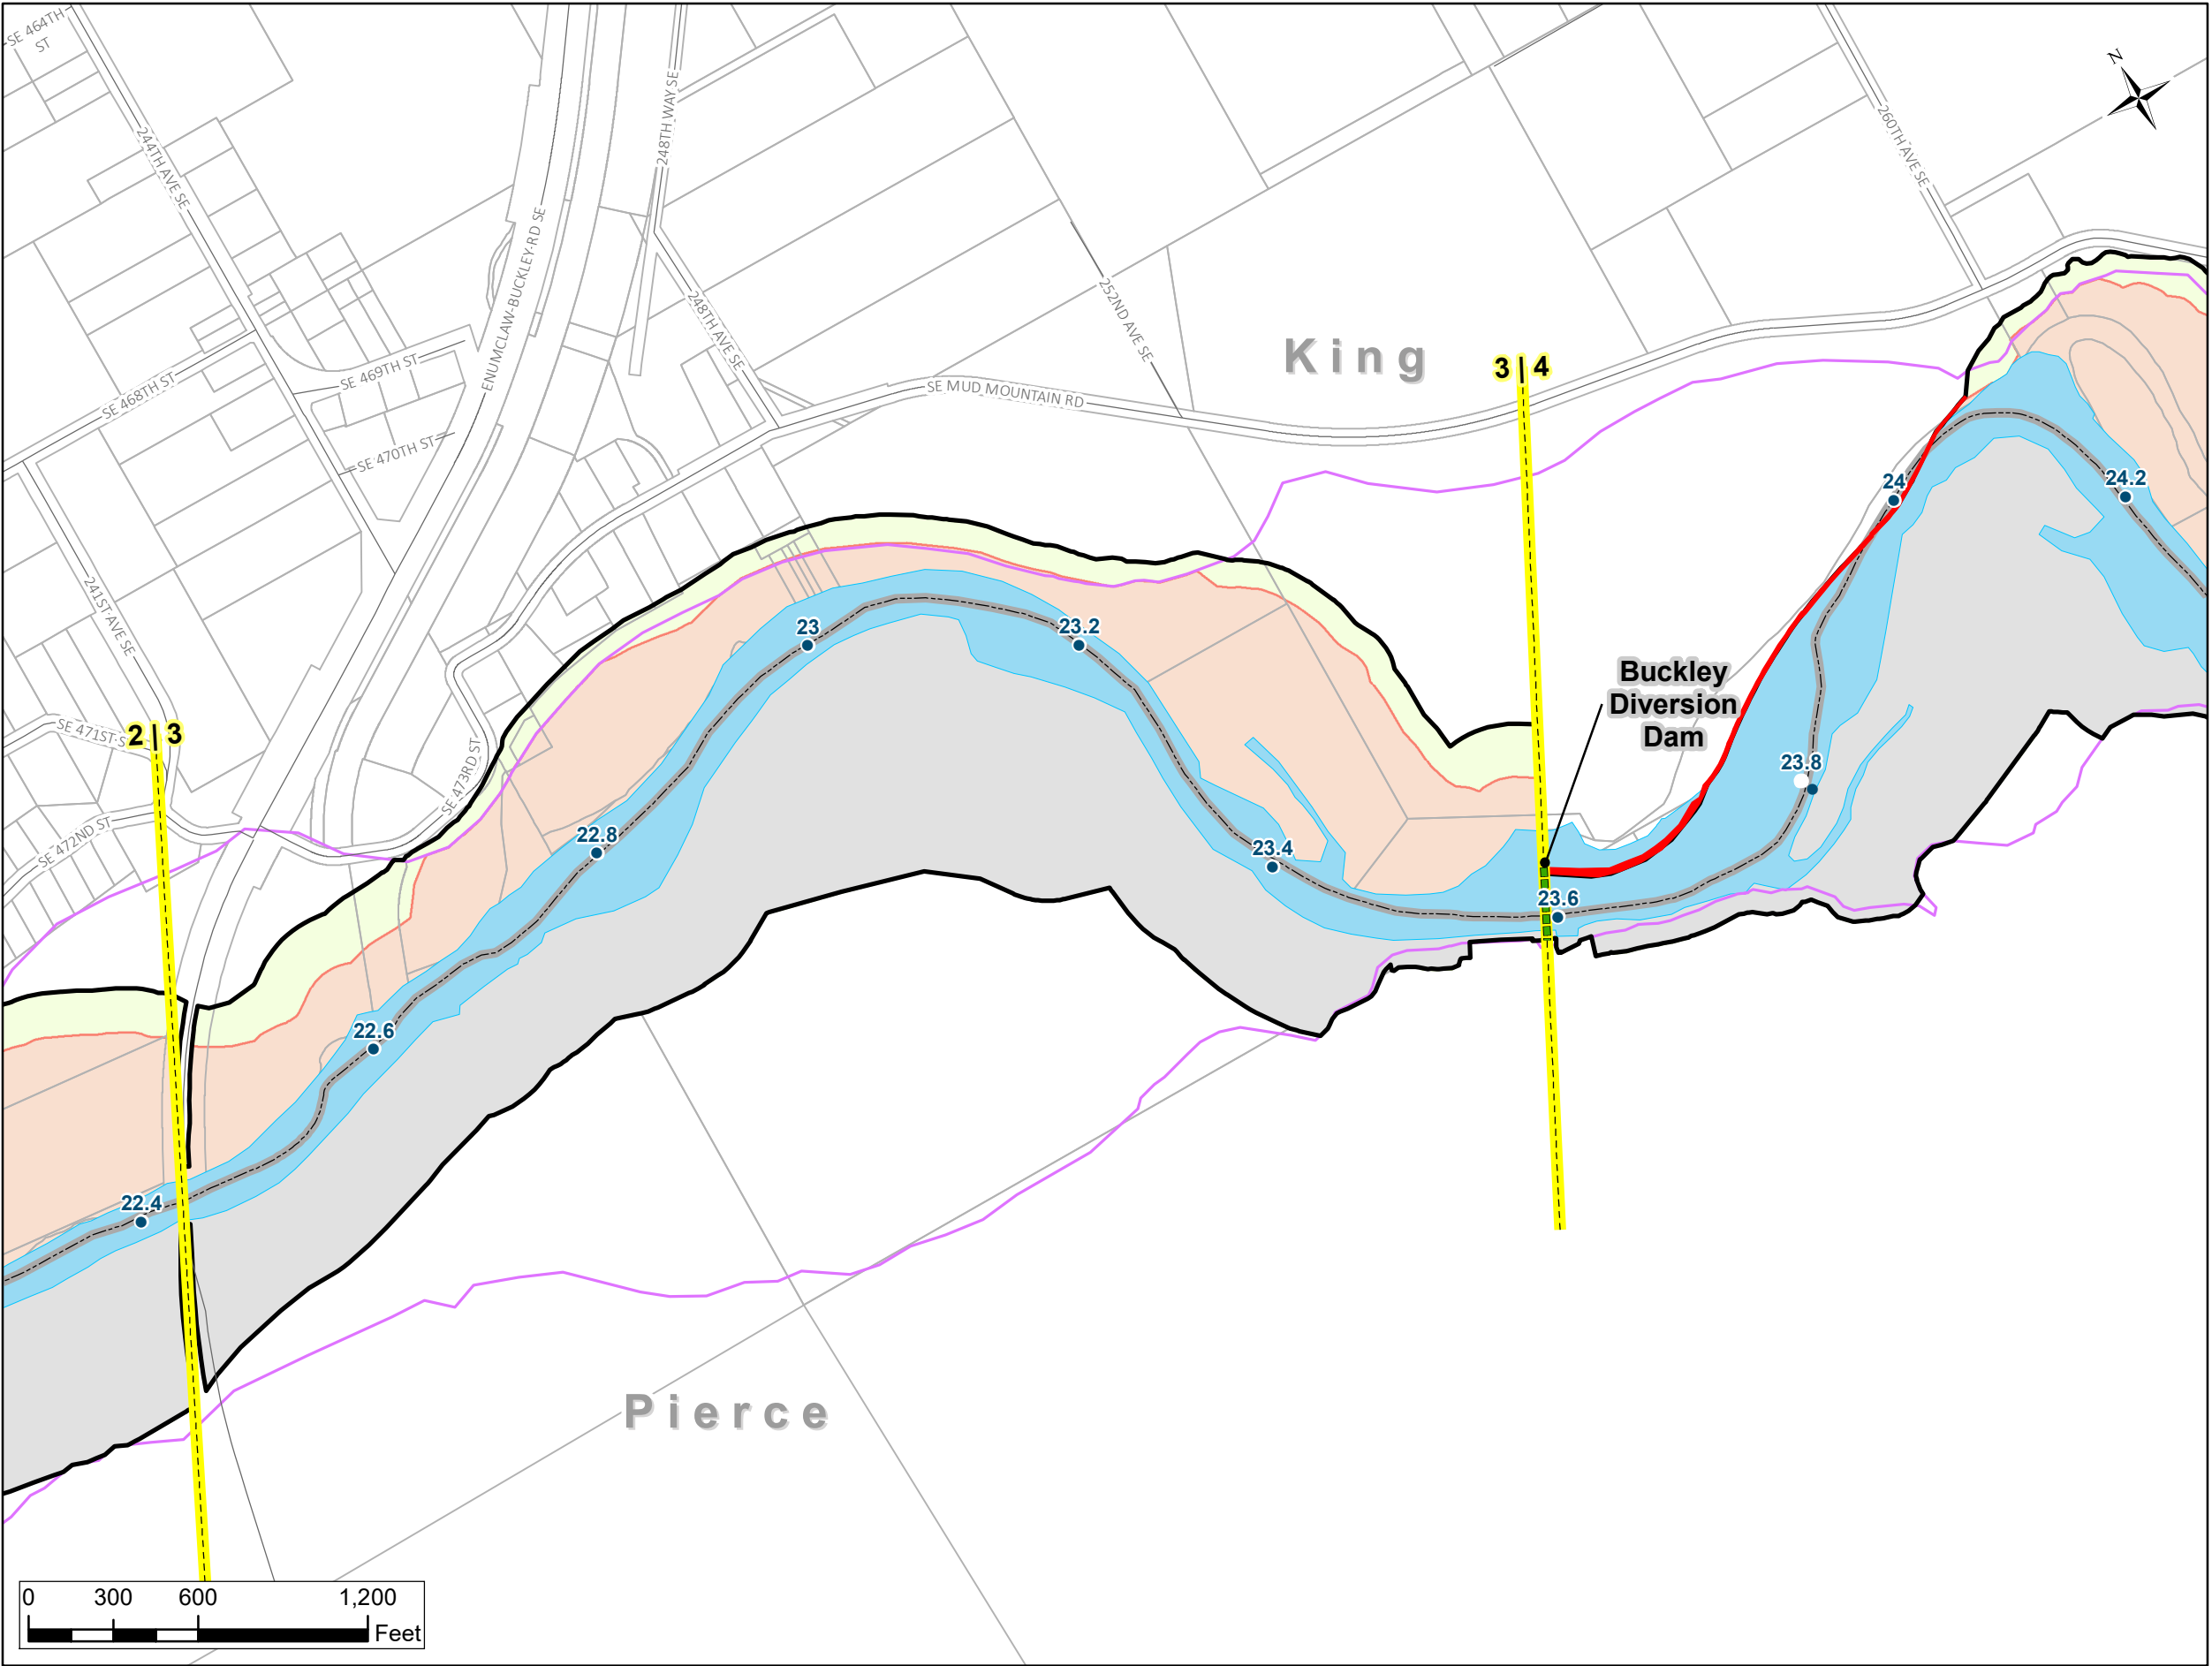 SE 464TH
ST
N
244TH AVE SE
248TH WAY SE
260TH AVE SE
ENUMCLAW-BUCKLEY-RD SE
248TH AVE SE
252ND AVE SE
King
SE 469TH ST
SE 468TH ST
SE 470TH ST
SE MUD MOUNTAIN RD
3 4
24
24.2
241ST AVE SE
23
23.2
Buckley
Diversion
Dam
SE 471ST S
2 3
SE 473RD ST
23.8
SE 472ND ST
22.8
23.4
23.6
22.6
22.4
Pierce
0 300 600 1,200
Feet